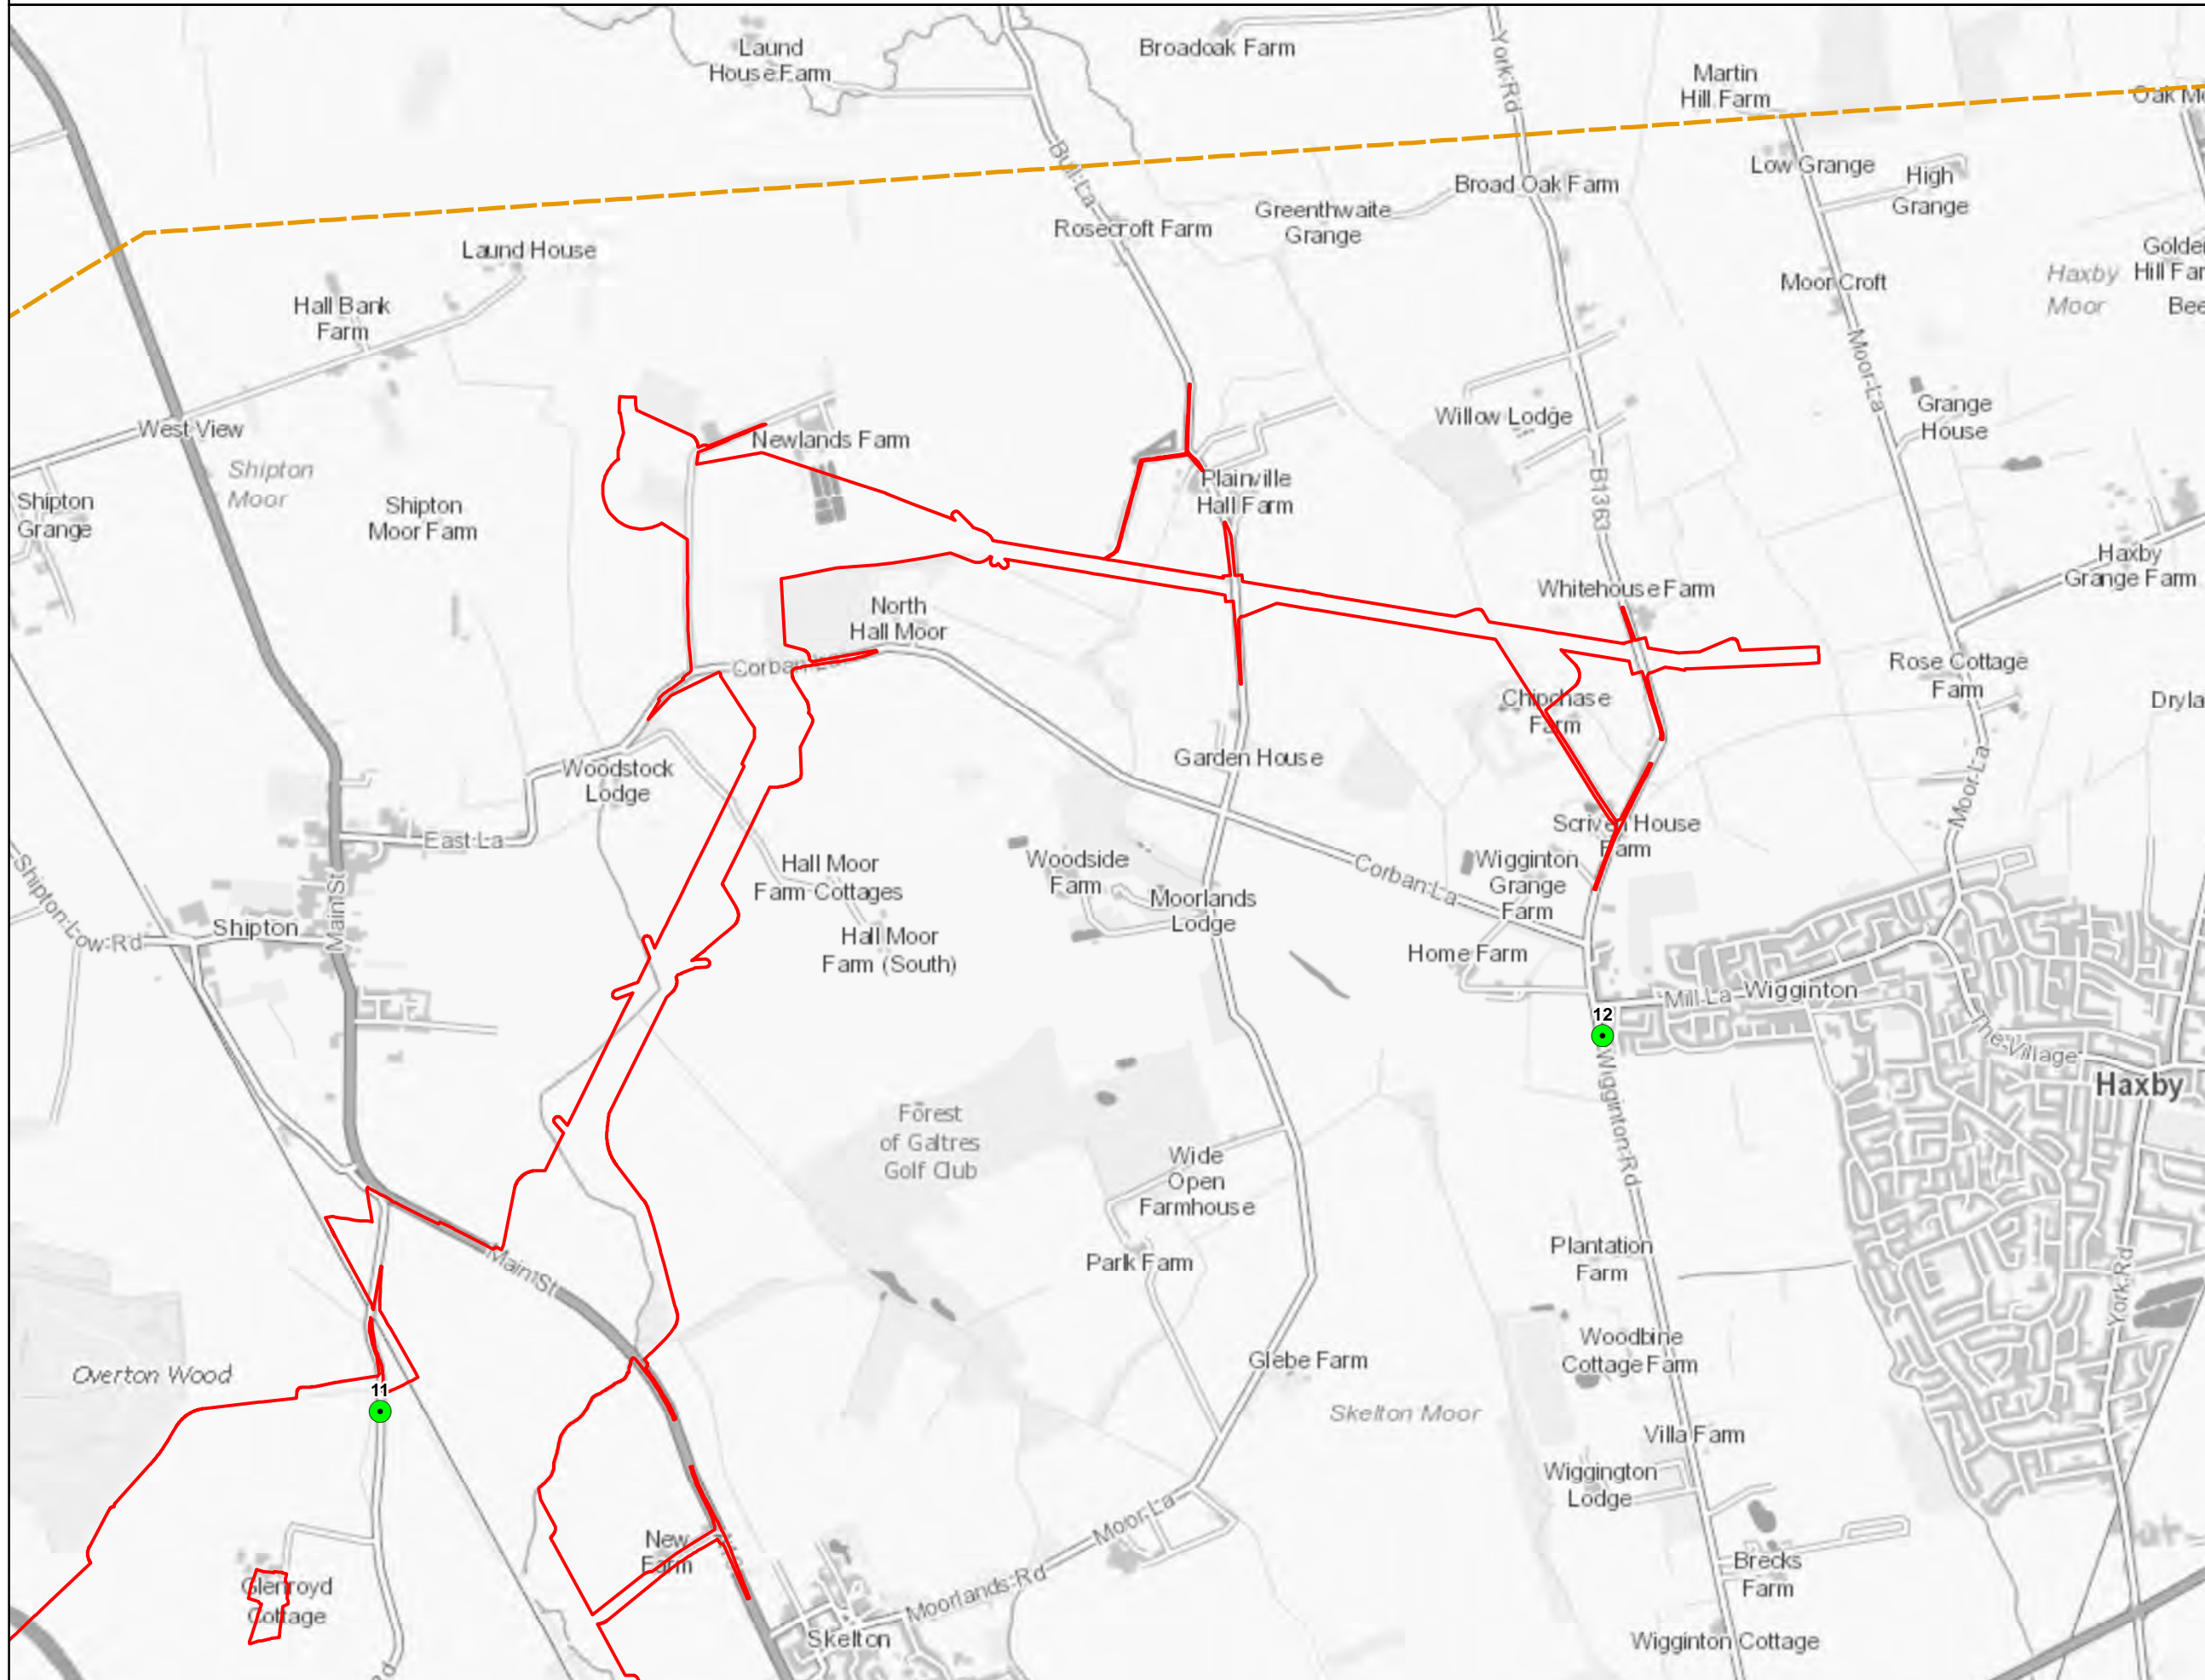 Laund
House Farm
Broadoak Farm
York Rd
Martin
Hill Farm
Bull La
Low Grange
High
Grange
Broad Oak Farm
Greenthwaite
Grange
Rosecroft Farm
Laund House
Hall Bank
Farm
Moor Croft
Haxby
Moor
Moor La
West View
Shipton
Moor
Shipton
Grange
Shipton
Moor Farm
Newlands Farm
Plainville
Hall Farm
Willow Lodge
B1363
Grange
House
Haxby
Grange Farm
Whitehouse Farm
North
Hall Moor
Rose Cottage
Farm
Chipchase
Farm
Garden House
Woodstock
Lodge
East La
Scriven House
Farm
Moor La
Hall Moor
Farm Cottages
Woodside
Farm
Corban La
Wigginton
Grange
Farm
Moorlands
Lodge
Main St
Shipton
Shipton Low Rd
Hall Moor
Farm (South)
Home Farm
Mill La
Wigginton
12
The Village
Haxby
Wigginton Rd
Forest
of Galtres
Golf Club
Wide
Open
Farmhouse
Plantation
Farm
Park Farm
Main St
York Rd
Woodbine
Cottage Farm
Glebe Farm
Overton Wood
11
Skelton Moor
Villa Farm
Wiggington
Lodge
Moor La
New
Farm
Brecks
Farm
Glenroyd
Cottage
Moorlands Rd
Skelton
Wigginton Cottage